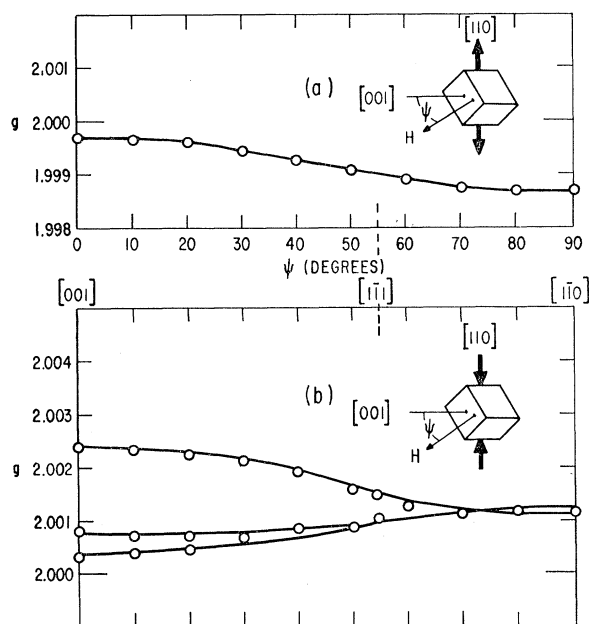 [110]
2.001
(a)
[001]
ψ
H
2.000
g
1.999
1.998
0 10 20 30 40 50 60 70 80 90
ψ (DEGREES)
[001] [11̄1] [11̄0]
[110]
2.004
(b)
2.003
[001]
ψ
H
g 2.002
2.001
2.000